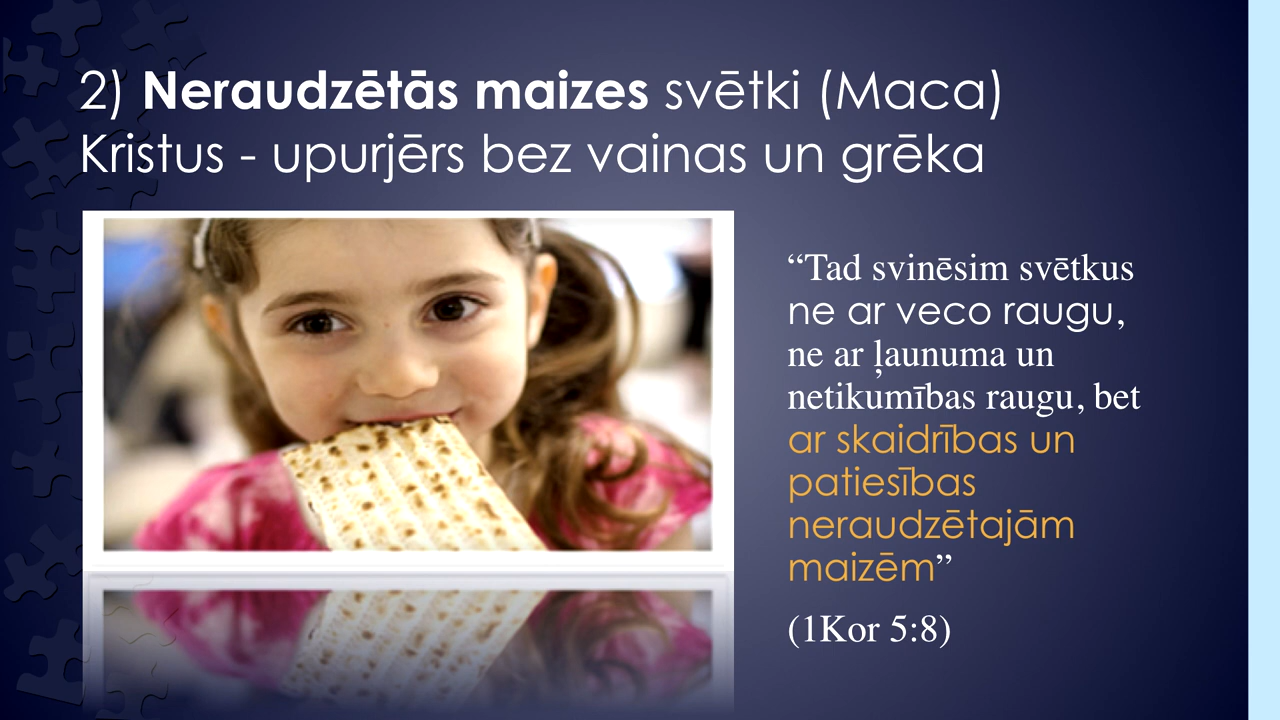 2) Neraudzētās maizes svētki (Maca)
Kristus - upurjērs bez vainas un grēka
“Tad svinēsim svētkus
ne ar veco raugu,
ne ar ļaunuma un
netikumības raugu, bet
ar skaidrības un
patiesības
neraudzētajām
maizēm”
(1Kor 5:8)